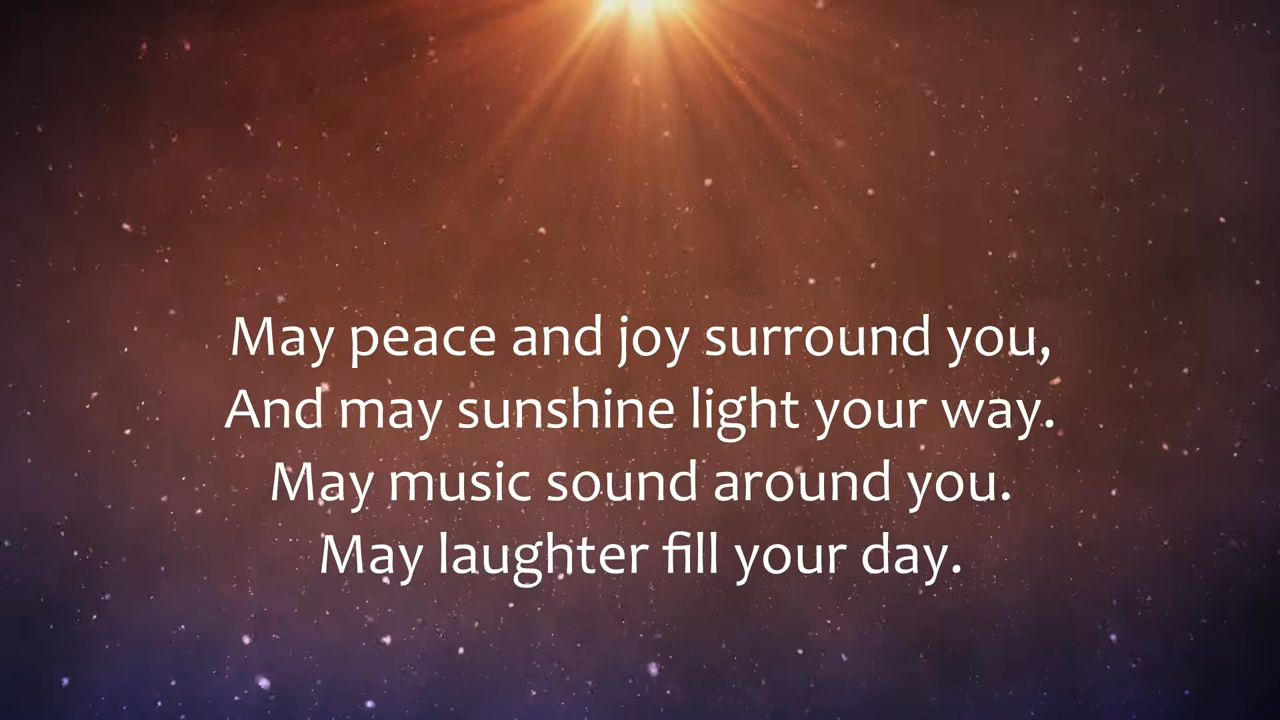 May peace and joy surround you,
And may sunshine light your way.
May music sound around you.
May laughter fill your day.